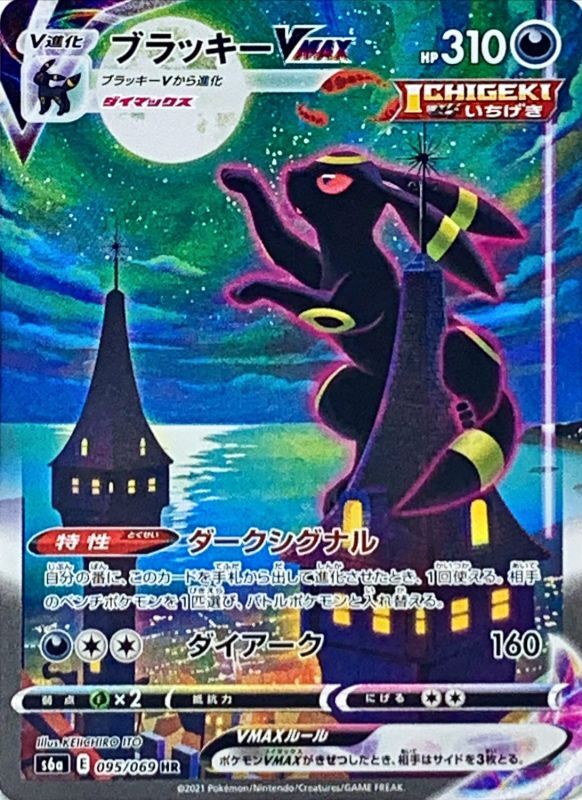 V進化
ブラッキーVMAX
HP310
ブラッキーVから進化
ダイマックス
ICHIGEKI
いちげき
特性
とくせい
ダークシグナル
自分の番に、このカードを手札から出して進化させたとき、1回使える。相手
のベンチポケモンを1匹選び、バトルポケモンと入れ替える。
ダイアーク 160
弱点 ×2 抵抗力 にげる
Illus. KEIICHIRO ITO
s6a E 095/069 HR
VMAXルール
ポケモンVMAXがきぜつしたとき、相手はサイドを3枚とる。
©2021 Pokémon/Nintendo/Creatures/GAME FREAK.